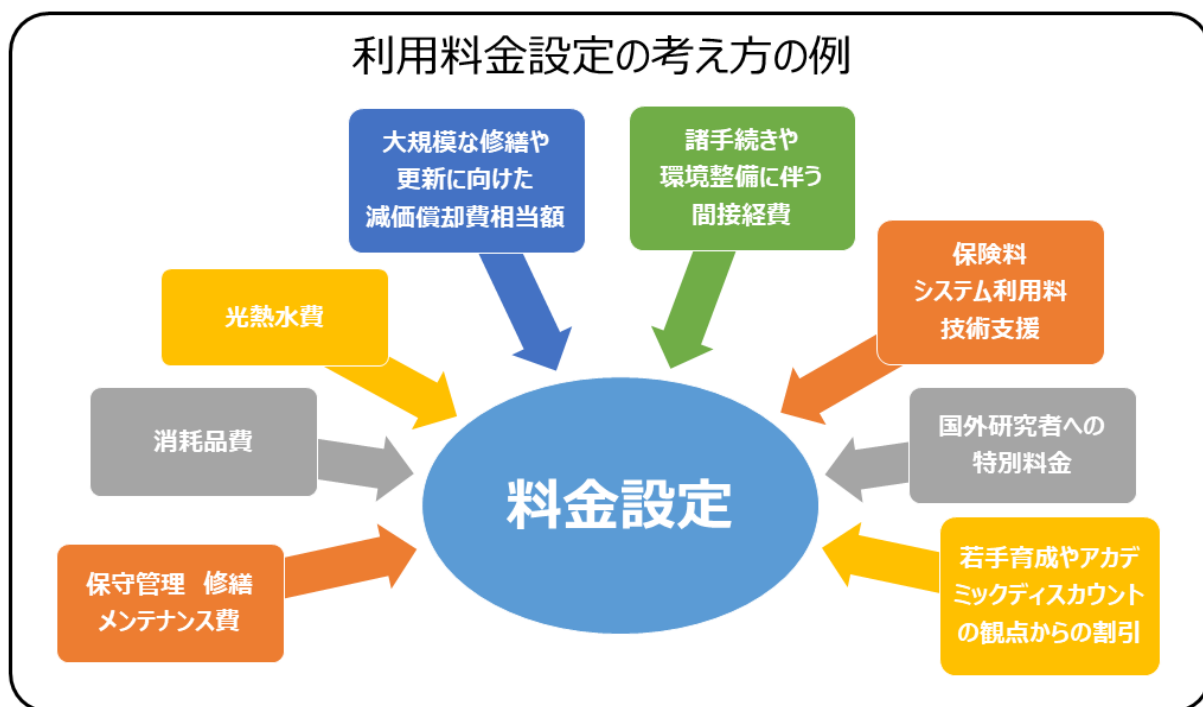 利用料金設定の考え方の例
大規模な修繕や
更新に向けた
減価償却費相当額
諸手続きや
環境整備に伴う
間接経費
光熱水費
保険料
システム利用料
技術支援
消耗品費
国外研究者への
特別料金
料金設定
保守管理　修繕
メンテナンス費
若手育成やアカデ
ミックディスカウント
の観点からの割引